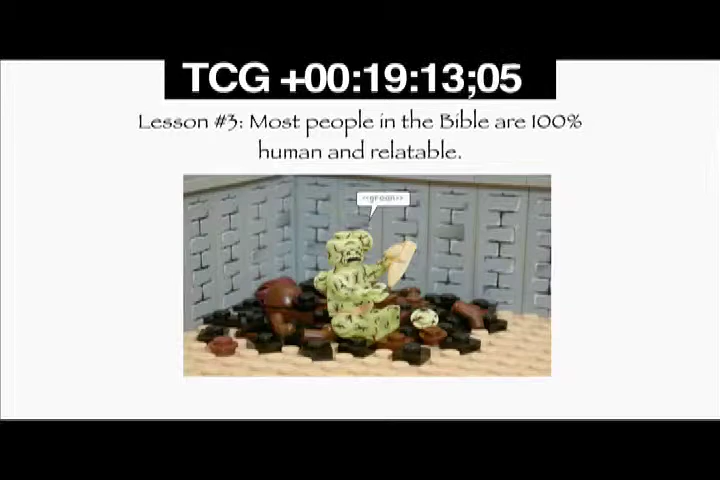 TCG +00:19:13;05
Lesson #3: Most people in the Bible are 100%
human and relatable.
<<groan>>